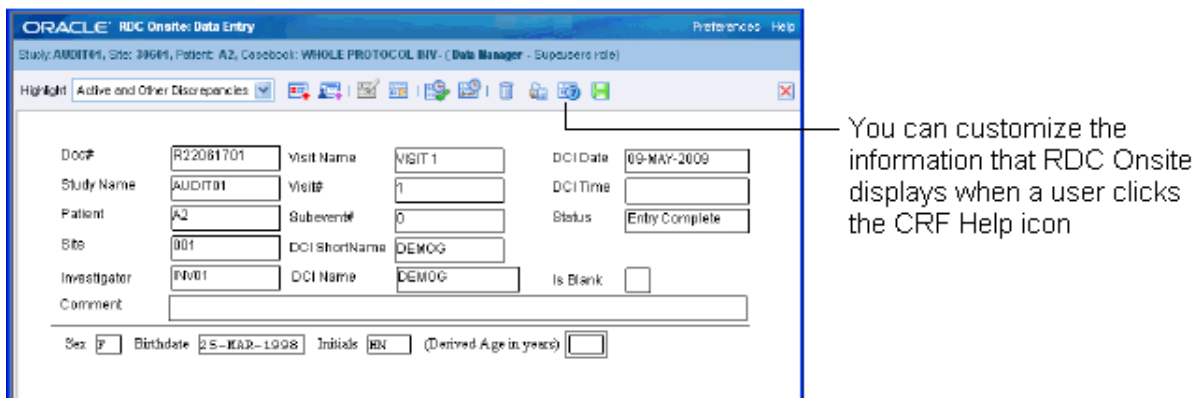 ORACLE RDC Onsite: Data Entry Preferences Help
Study: AUDIT01, Site: 30601, Patient: A2, Casebook: WHOLE PROTOCOL INV- (Data Manager - Superusers role)
Highlight Active and Other Discrepancies
Doc# R22061701 Visit Name VISIT 1 DCI Date 09-MAY-2009
Study Name AUDIT01 Visit# 1 DCI Time
Patient A2 Subevent# 0 Status Entry Complete
Site 001 DCI ShortName DEMOG
Investigator INV01 DCI Name DEMOG Is Blank
Comment
Sex F Birthdate 25-MAR-1998 Initials HN (Derived Age in years)
You can customize the
information that RDC Onsite
displays when a user clicks
the CRF Help icon